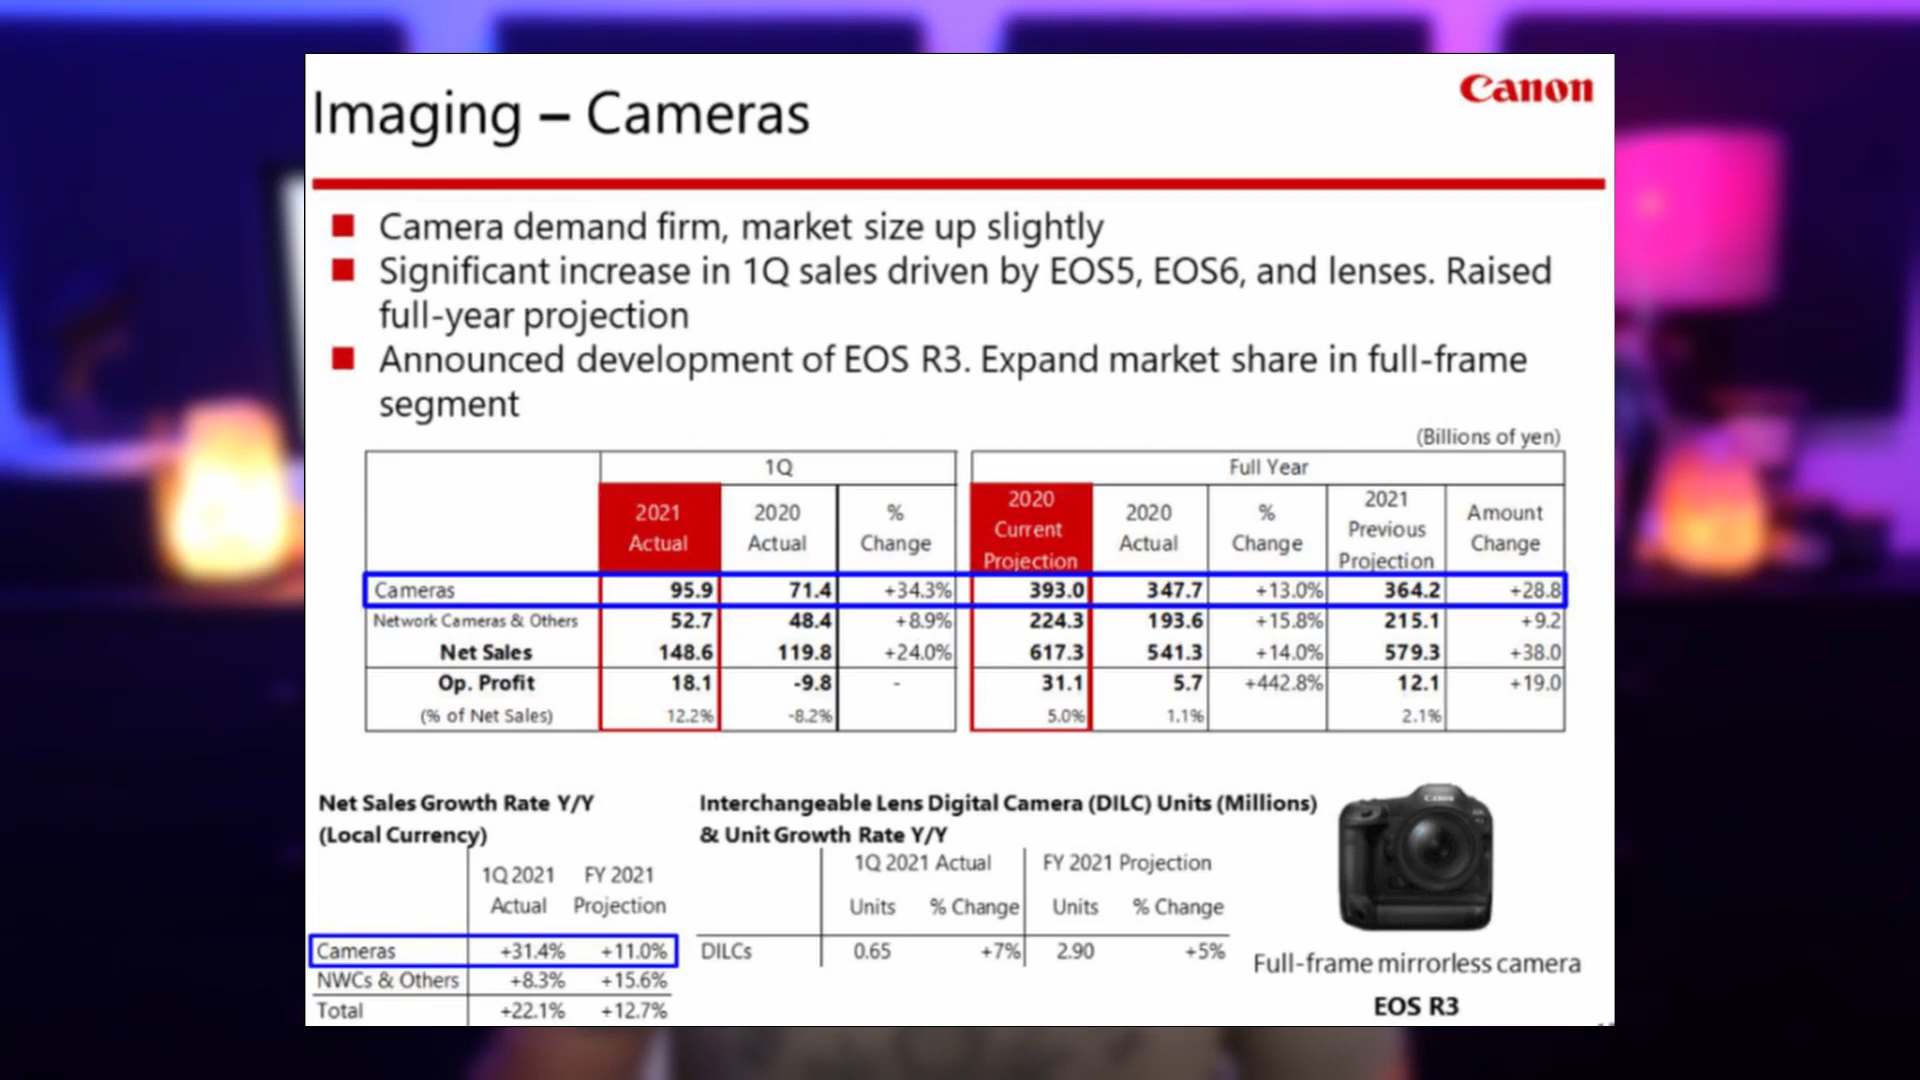 Canon
Imaging – Cameras
Camera demand firm, market size up slightly
Significant increase in 1Q sales driven by EOS5, EOS6, and lenses. Raised
full-year projection
Announced development of EOS R3. Expand market share in full-frame
segment
(Billions of yen)
1Q Full Year
2021 Actual 2020 Actual % Change 2020 Current Projection 2020 Actual % Change 2021 Previous Projection Amount Change
Cameras 95.9 71.4 +34.3% 393.0 347.7 +13.0% 364.2 +28.8
Network Cameras & Others 52.7 48.4 +8.9% 224.3 193.6 +15.8% 215.1 +9.2
Net Sales 148.6 119.8 +24.0% 617.3 541.3 +14.0% 579.3 +38.0
Op. Profit 18.1 -9.8 - 31.1 5.7 +442.8% 12.1 +19.0
(% of Net Sales) 12.2% -8.2% 5.0% 1.1% 2.1%
Net Sales Growth Rate Y/Y
(Local Currency)
1Q 2021 FY 2021
Actual Projection
Cameras +31.4% +11.0%
NWCs & Others +8.3% +15.6%
Total +22.1% +12.7%
Interchangeable Lens Digital Camera (DILC) Units (Millions)
& Unit Growth Rate Y/Y
1Q 2021 Actual FY 2021 Projection
Units % Change Units % Change
DILCs 0.65 +7% 2.90 +5%
Canon
Full-frame mirrorless camera
EOS R3